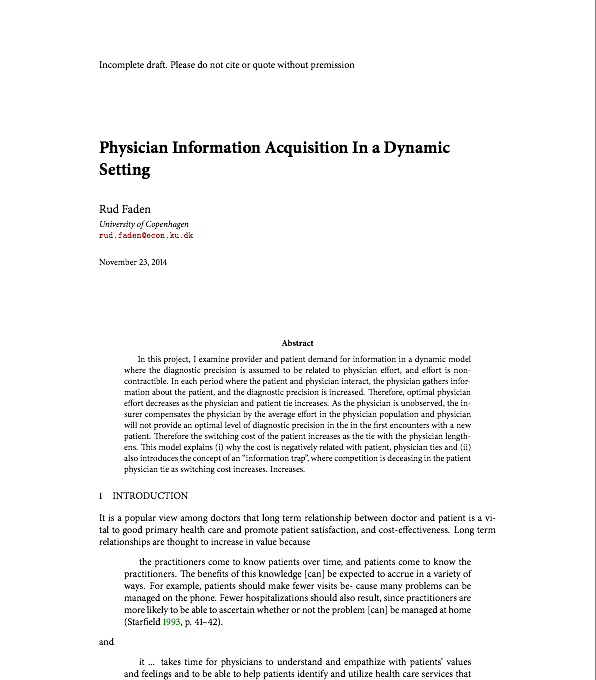 Incomplete draft. Please do not cite or quote without premission
Physician Information Acquisition In a Dynamic
Setting
Rud Faden
University of Copenhagen
rud.faden@econ.ku.dk
November 23, 2014
Abstract
In this project, I examine provider and patient demand for information in a dynamic model
where the diagnostic precision is assumed to be related to physician effort, and effort is non-
contractible. In each period where the patient and physician interact, the physician gathers infor-
mation about the patient, and the diagnostic precision is increased. Therefore, optimal physician
effort decreases as the physician and patient tie increases. As the physician is unobserved, the in-
surer compensates the physician by the average effort in the physician population and physician
will not provide an optimal level of diagnostic precision in the in the first encounters with a new
patient. Therefore the switching cost of the patient increases as the tie with the physician length-
ens. This model explains (i) why the cost is negatively related with patient, physician ties and (ii)
also introduces the concept of an "information trap", where competition is deceasing in the patient
physician tie as switching cost increases. Increases.
1 INTRODUCTION
It is a popular view among doctors that long term relationship between doctor and patient is a vi-
tal to good primary health care and promote patient satisfaction, and cost-effectiveness. Long term
relationships are thought to increase in value because
the practitioners come to know patients over time, and patients come to know the
practitioners. The benefits of this knowledge [can] be expected to accrue in a variety of
ways. For example, patients should make fewer visits be- cause many problems can be
managed on the phone. Fewer hospitalizations should also result, since practitioners are
more likely to be able to ascertain whether or not the problem [can] be managed at home
(Starfield 1993, p. 41–42).
and
it ... takes time for physicians to understand and empathize with patients' values
and feelings and to be able to help patients identify and utilize health care services that